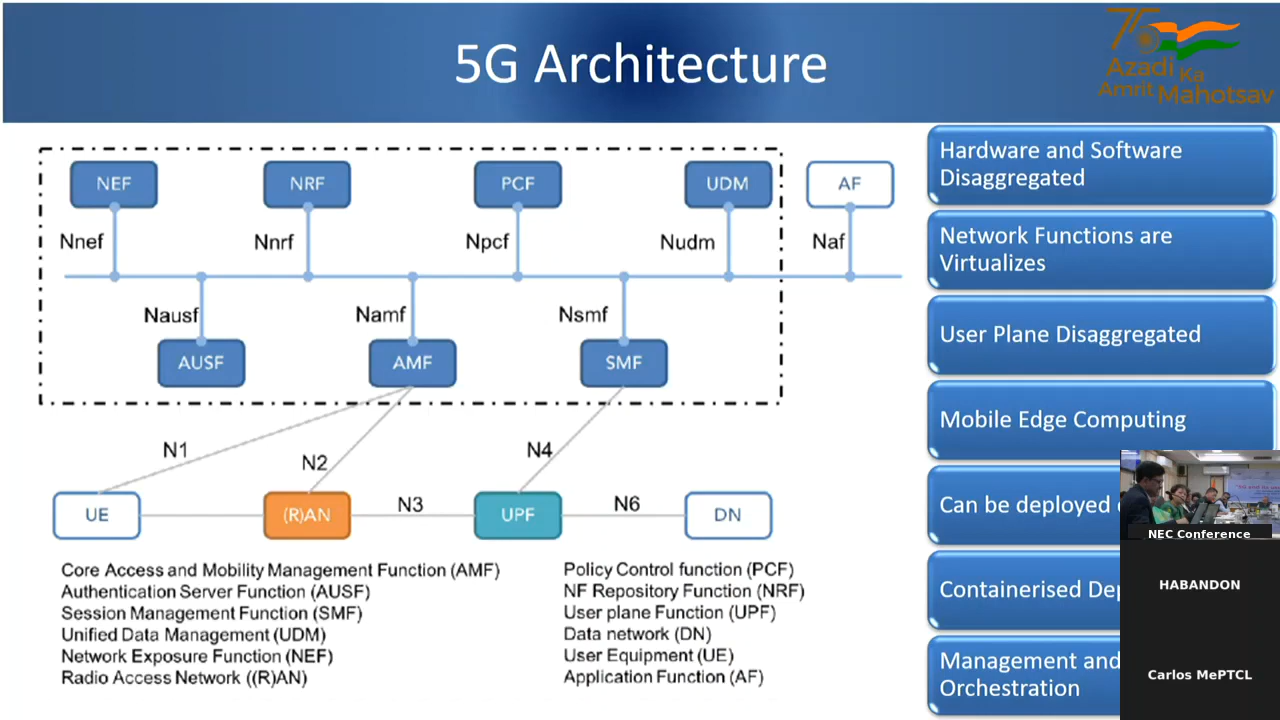 5G Architecture
75
Azadi
Ka
Amrit
Mahotsav
NEF
NRF
PCF
UDM
AF
Nnef
Nnrf
Npcf
Nudm
Naf
Nausf
Namf
Nsmf
AUSF
AMF
SMF
N1
N2
N4
UE
(R)AN
N3
UPF
N6
DN
Core Access and Mobility Management Function (AMF)
Authentication Server Function (AUSF)
Session Management Function (SMF)
Unified Data Management (UDM)
Network Exposure Function (NEF)
Radio Access Network ((R)AN)
Policy Control function (PCF)
NF Repository Function (NRF)
User plane Function (UPF)
Data network (DN)
User Equipment (UE)
Application Function (AF)
Hardware and Software
Disaggregated
Network Functions are
Virtualizes
User Plane Disaggregated
Mobile Edge Computing
Can be deployed
Containerised
Management and
Orchestration
NEC Conference
HABANDON
Carlos MePTCL